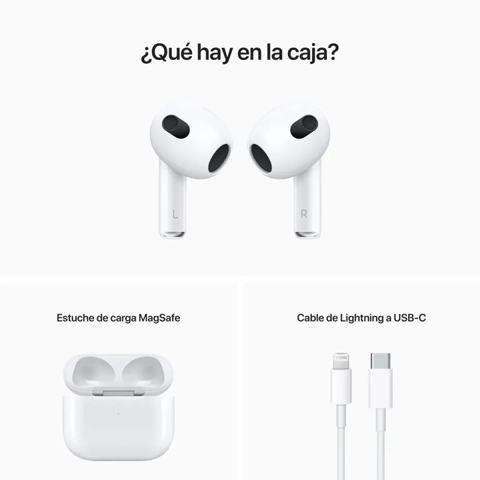 ¿Qué hay en la caja?
L
R
Estuche de carga MagSafe
Cable de Lightning a USB-C